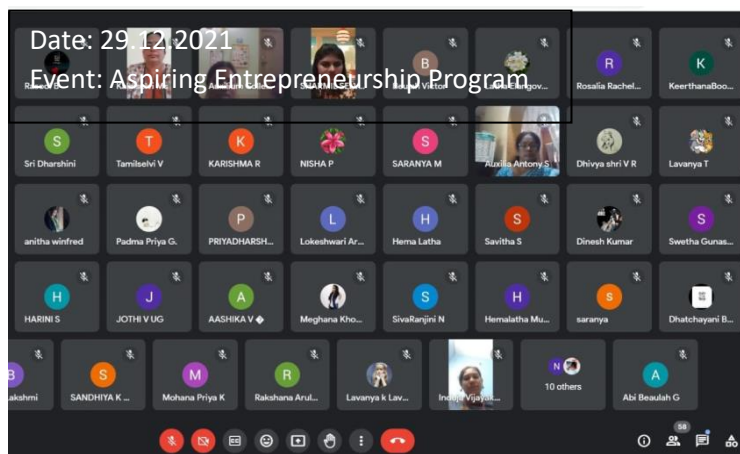 Date: 29.12.2021
Event: Aspiring Entrepreneurship Program
Rosalia Rachel...
KeerthanaBoo...
Sri Dharshini
Tamilselvi V
KARISHMA R
NISHA P
SARANYA M
Auxilia Antony S
Dhivya shri V R
Lavanya T
anitha winfred
Padma Priya G.
PRIYADHARSH...
Lokeshwari Ar...
Hema Latha
Savitha S
Dinesh Kumar
Swetha Gunas...
HARINI S
JOTHI V UG
AASHIKA V �
Meghana Kho...
SivaRanjini N
Hemalatha Mu...
saranya
Dhatchayani B...
SANDHIYA K ...
Mohana Priya K
Rakshana Arul...
Lavanya k Lav...
10 others
Abi Beaulah G
58